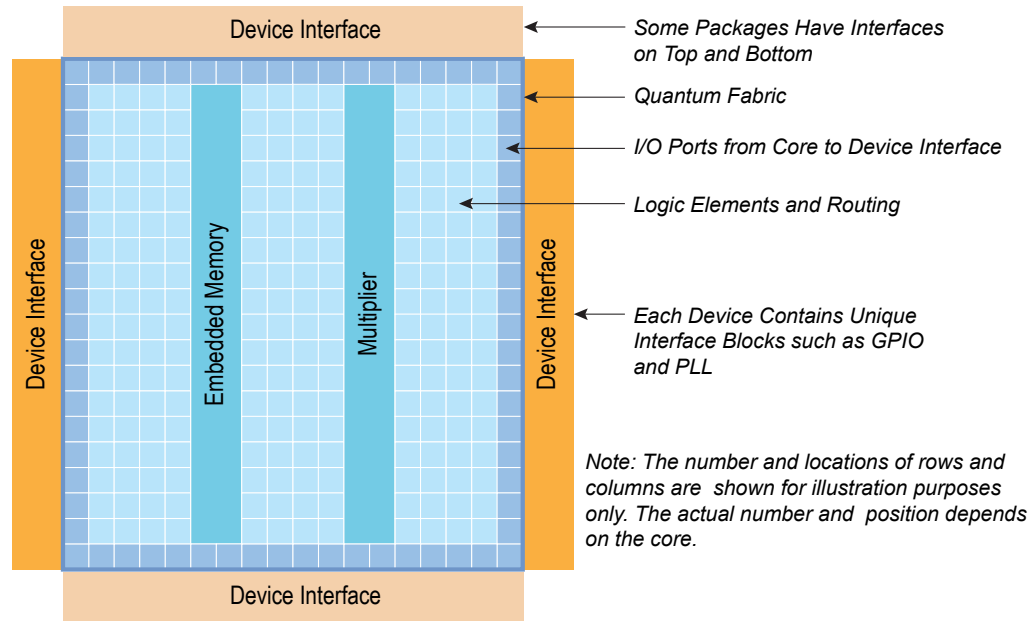 Device Interface
Some Packages Have Interfaces
on Top and Bottom
Quantum Fabric
I/O Ports from Core to Device Interface
Logic Elements and Routing
Device Interface
Embedded Memory
Multiplier
Device Interface
Each Device Contains Unique
Interface Blocks such as GPIO
and PLL
Note: The number and locations of rows and
columns are shown for illustration purposes
only. The actual number and position depends
on the core.
Device Interface